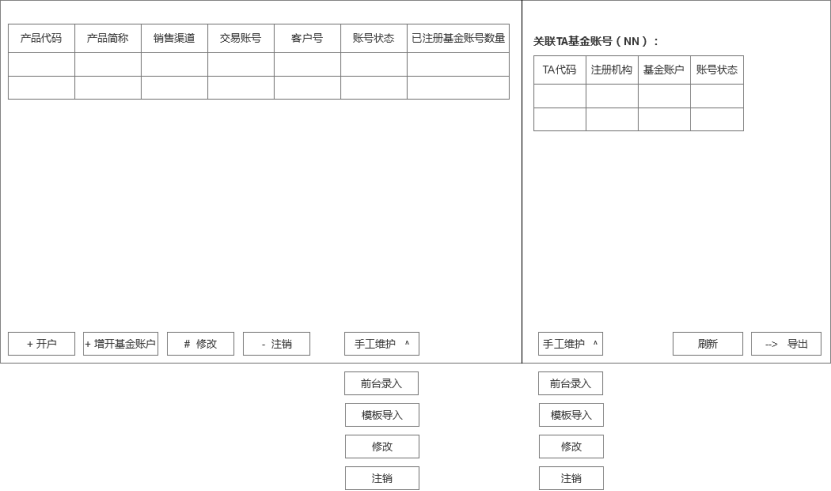 产品代码 产品简称 销售渠道 交易账号 客户号 账号状态 已注册基金账号数量
关联TA基金账号（NN）：
TA代码 注册机构 基金账户 账号状态
+ 开户 + 增开基金账户 # 修改 - 注销 手工维护 ^ 手工维护 ^ 刷新 --> 导出
前台录入 前台录入
模板导入 模板导入
修改 修改
注销 注销